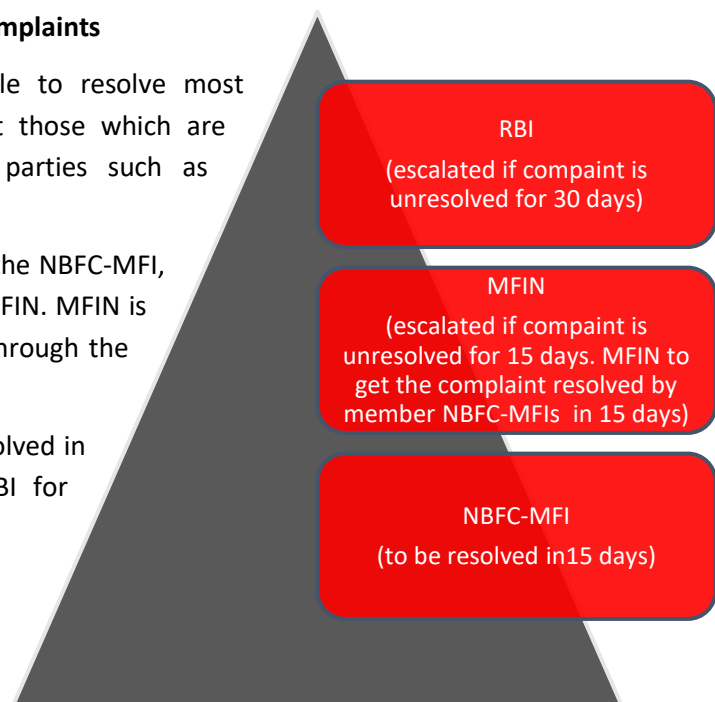 mplaints
le to resolve most
t those which are
parties such as
he NBFC-MFI,
FIN. MFIN is
hrough the
olved in
BI for
RBI
(escalated if compaint is
unresolved for 30 days)
MFIN
(escalated if compaint is
unresolved for 15 days. MFIN to
get the complaint resolved by
member NBFC-MFIs in 15 days)
NBFC-MFI
(to be resolved in15 days)